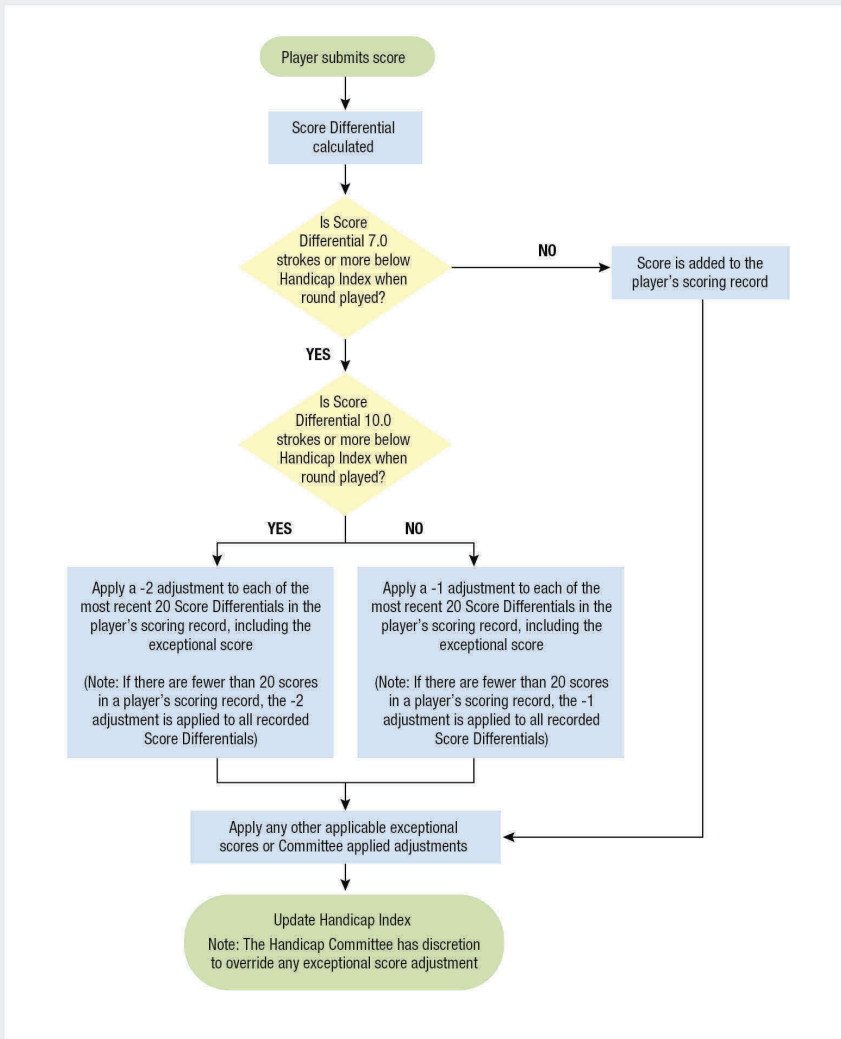 Player submits score
Score Differential
calculated
Is Score
Differential 7.0
strokes or more below
Handicap Index when
round played?
NO
Score is added to the
player’s scoring record
YES
Is Score
Differential 10.0
strokes or more below
Handicap Index when
round played?
YES
NO
Apply a -2 adjustment to each of the
most recent 20 Score Differentials in the
player’s scoring record, including the
exceptional score
(Note: If there are fewer than 20 scores
in a player’s scoring record, the -2
adjustment is applied to all recorded
Score Differentials)
Apply a -1 adjustment to each of the
most recent 20 Score Differentials in the
player’s scoring record, including the
exceptional score
(Note: If there are fewer than 20 scores
in a player’s scoring record, the -1
adjustment is applied to all recorded
Score Differentials)
Apply any other applicable exceptional
scores or Committee applied adjustments
Update Handicap Index
Note: The Handicap Committee has discretion
to override any exceptional score adjustment